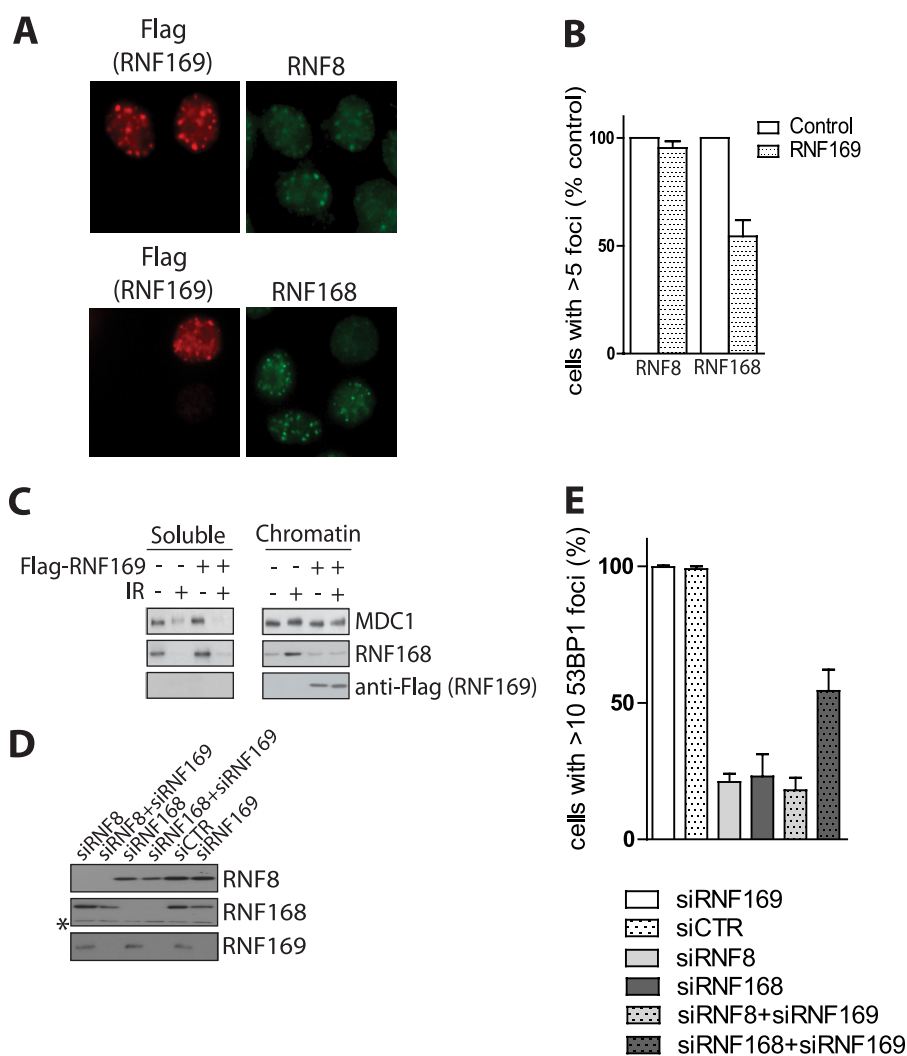 A
Flag
(RNF169)
RNF8
Flag
(RNF169)
RNF168
B
cells with >5 foci (% control)
100
50
0
RNF8 RNF168
Control
RNF169
C
Soluble Chromatin
Flag-RNF169 - - + + - - + +
IR - + - + - + - +
MDC1
RNF168
anti-Flag (RNF169)
D
siRNF8
siRNF8+siRNF169
siRNF168
siRNF168+siRNF169
siCTR
siRNF169
RNF8
RNF168
*
RNF169
E
cells with >10 53BP1 foci (%)
100
50
0
siRNF169
siCTR
siRNF8
siRNF168
siRNF8+siRNF169
siRNF168+siRNF169